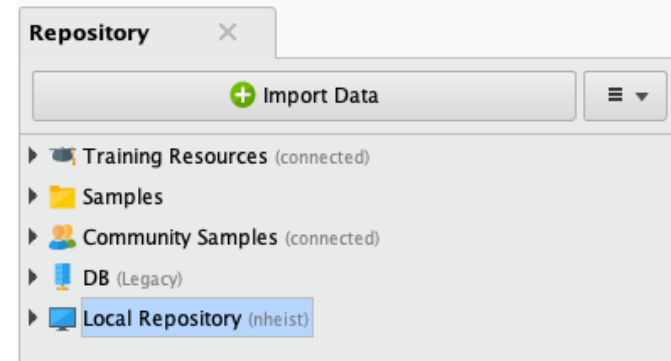 Repository
Import Data
Training Resources (connected)
Samples
Community Samples (connected)
DB (Legacy)
Local Repository (nheist)